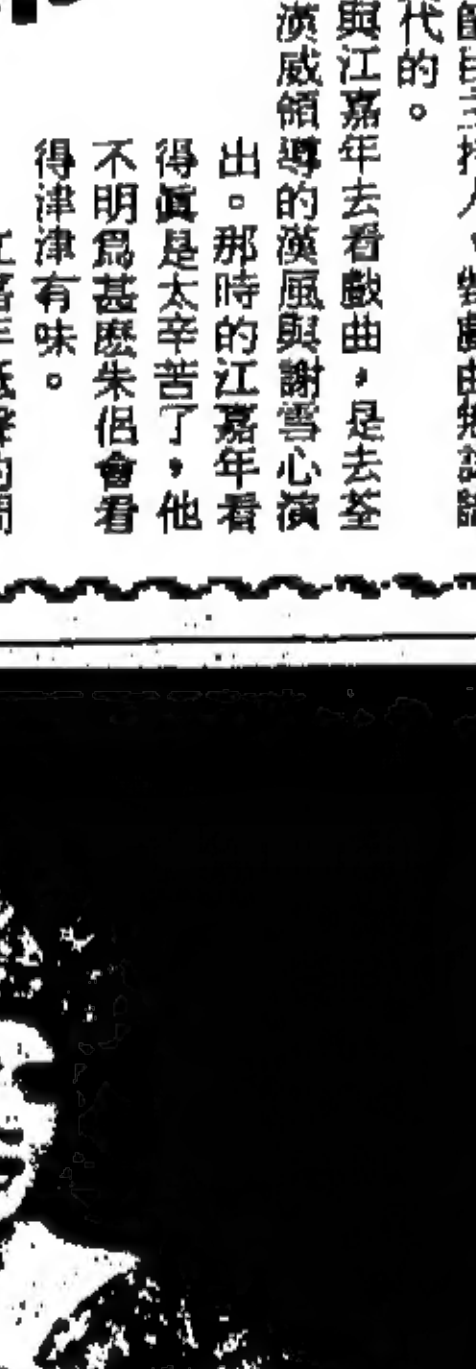 代的。
與江嘉年去看戲曲，是去荃
漢威領導的漢風與謝雪心演
出。那時的江嘉年看
得眞是太辛苦了，他
不明爲甚麼朱侶會看
得津津有味。